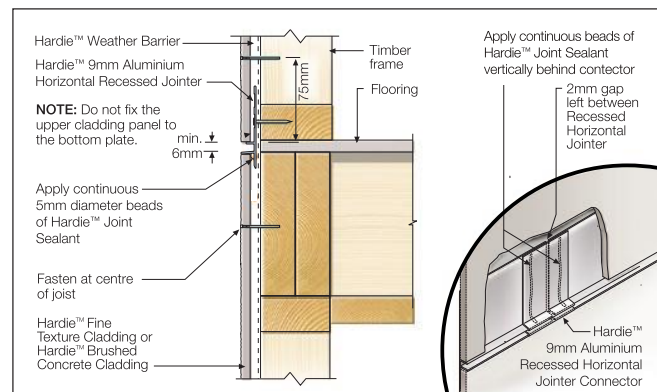 Hardie™ Weather Barrier
Hardie™ 9mm Aluminium
Horizontal Recessed Jointer
NOTE: Do not fix the
upper cladding panel to
the bottom plate.
min.
6mm
Apply continuous
5mm diameter beads
of Hardie™ Joint
Sealant
Fasten at centre
of joist
Hardie™ Fine
Texture Cladding or
Hardie™ Brushed
Concrete Cladding
75mm
Timber
frame
Flooring
Apply continuous beads of
Hardie™ Joint Sealant
vertically behind contector
2mm gap
left between
Recessed
Horizontal
Jointer
Hardie™
9mm Aluminium
Recessed Horizontal
Jointer Connector